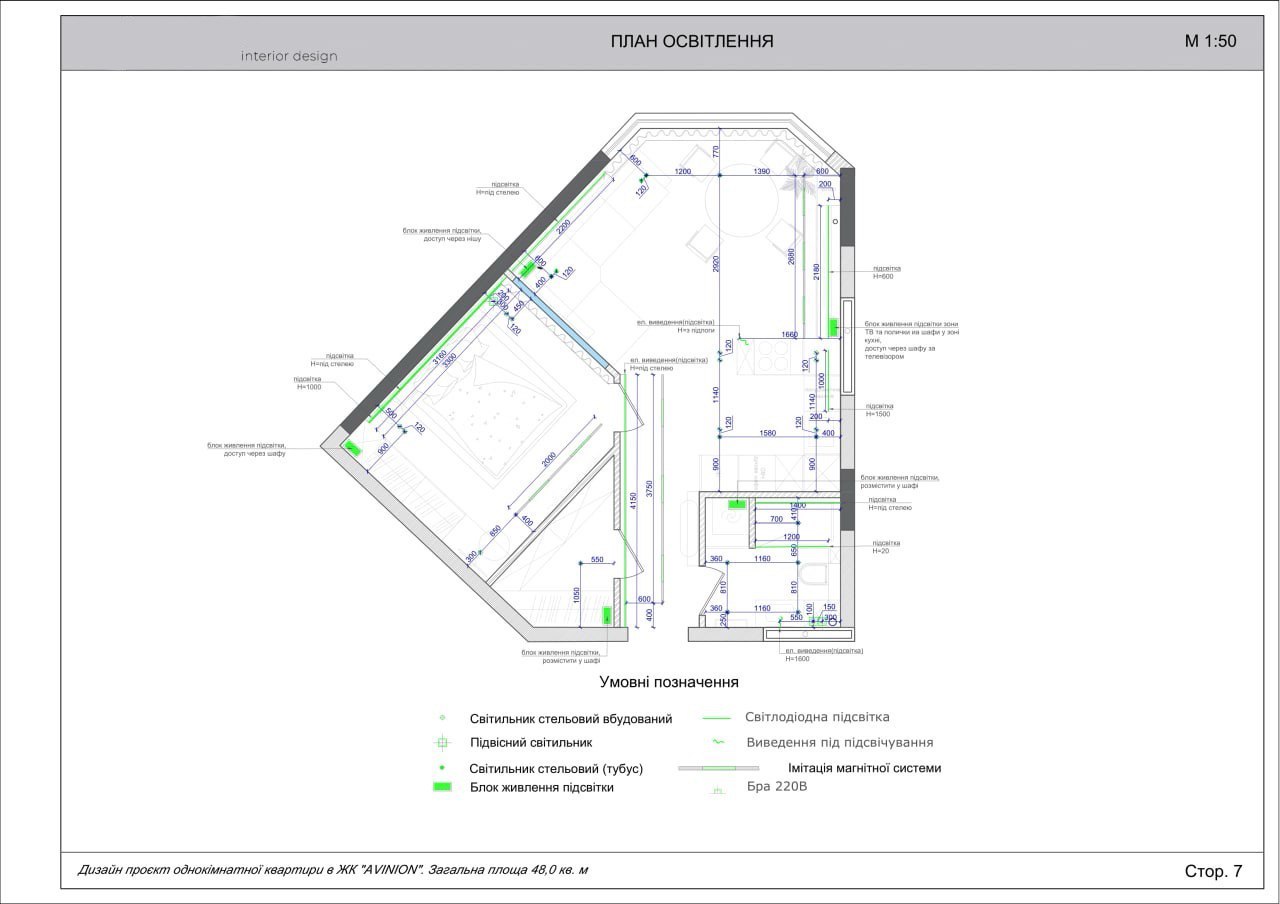 ПЛАН ОСВІТЛЕННЯ
М 1:50
interior design
770
600
1200
1390
600
120
200
підсвітка
Н=під стелею
2200
блок живлення підсвітки,
доступ через нішу
600
120
400
2920
2680
2180
підсвітка
Н=600
200
300
450
120
ел. виведення(підсвітка)
Н=з підлоги
1660
блок живлення підсвітки зони
ТВ та полички на шафи у зоні
кухні,
доступ через шафу за
телевізором
120
підсвітка
Н=під стелею
3160
3300
ел. виведення(підсвітка)
Н=під стелею
120
підсвітка
Н=1000
1000
1140
1140
500
120
підсвітка
Н=1500
200
120
120
1580
400
блок живлення підсвітки,
доступ через шафу
900
2000
900
900
блок живлення підсвітки,
розмістити у шафі
4150
3750
підсвітка
Н=під стелею
1400
410
700
400
650
1200
підсвітка
Н=20
650
300
550
360
1160
1050
810
810
600
400
360
1160
100
150
250
550
300
блок живлення підсвітки,
розмістити у шафі
ел. виведення(підсвітка)
Н=1600
Умовні позначення
Світильник стельовий вбудований
Світлодіодна підсвітка
Підвісний світильник
Виведення під підсвічування
Світильник стельовий (тубус)
Імітація магнітної системи
Блок живлення підсвітки
Бра 220В
Дизайн проєкт однокімнатної квартири в ЖК "AVINION". Загальна площа 48,0 кв. м
Стор. 7